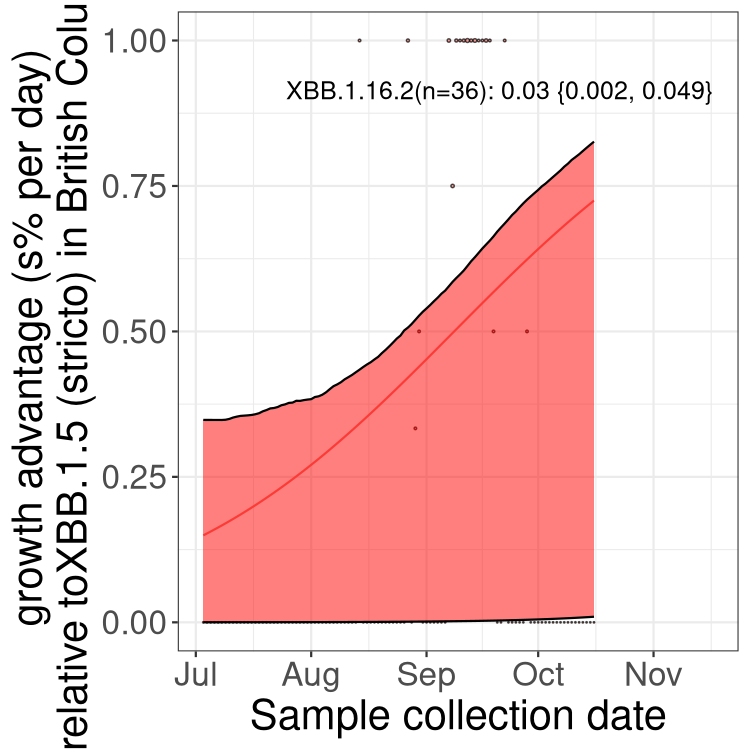 growth advantage (s% per day)
relative toXBB.1.5 (stricto) in British Colu
1.00
0.75
0.50
0.25
0.00
XBB.1.16.2(n=36): 0.03 {0.002, 0.049}
Jul Aug Sep Oct Nov
Sample collection date